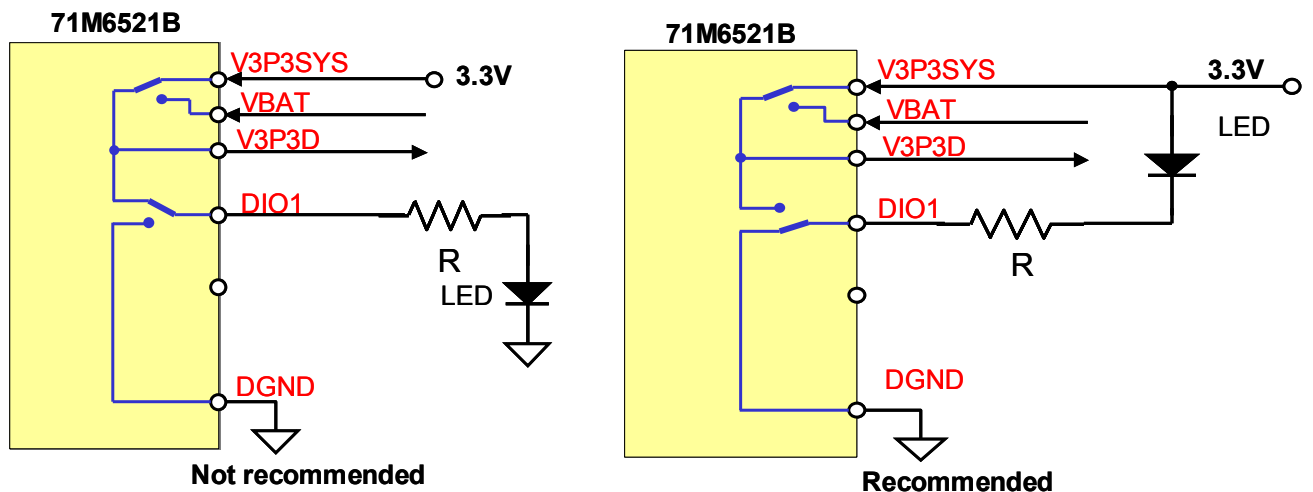 71M6521B
V3P3SYS
3.3V
VBAT
V3P3D
DIO1
R
LED
DGND
Not recommended
71M6521B
V3P3SYS
3.3V
VBAT
LED
V3P3D
DIO1
R
DGND
Recommended